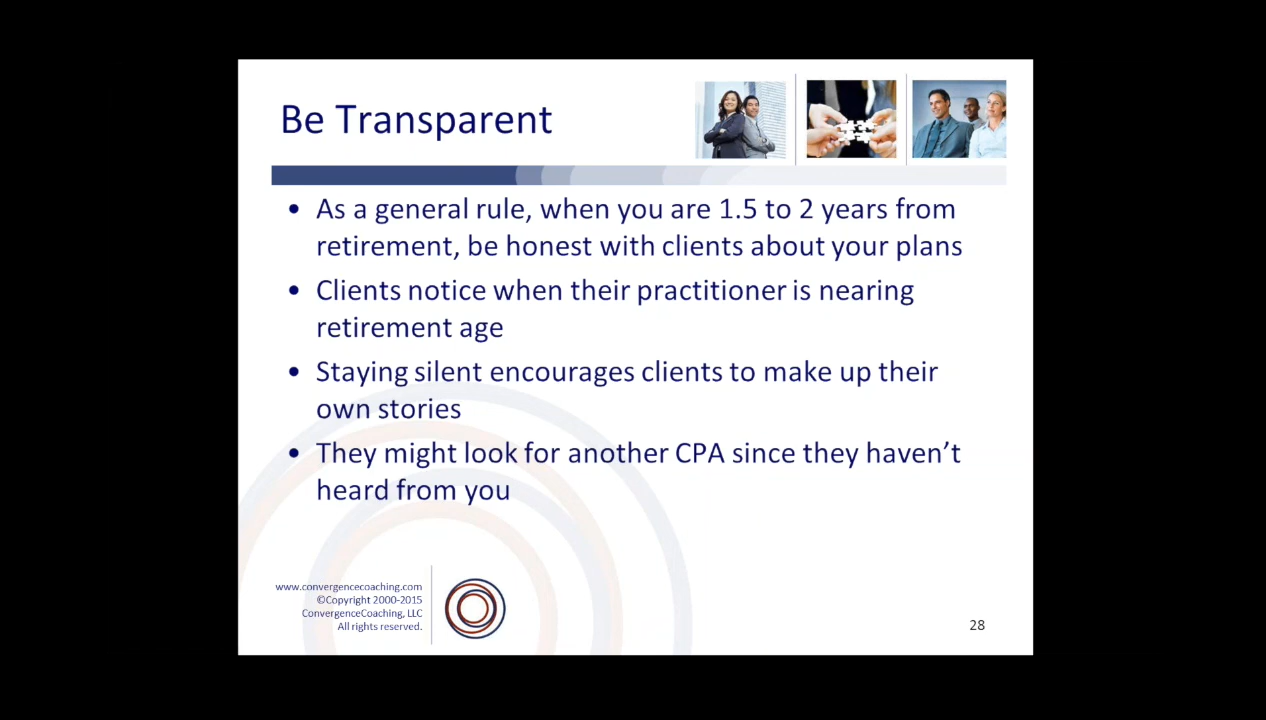 Be Transparent
• As a general rule, when you are 1.5 to 2 years from
retirement, be honest with clients about your plans
• Clients notice when their practitioner is nearing
retirement age
• Staying silent encourages clients to make up their
own stories
• They might look for another CPA since they haven’t
heard from you
www.convergencecoaching.com
©Copyright 2000-2015
ConvergenceCoaching, LLC
All rights reserved.
28